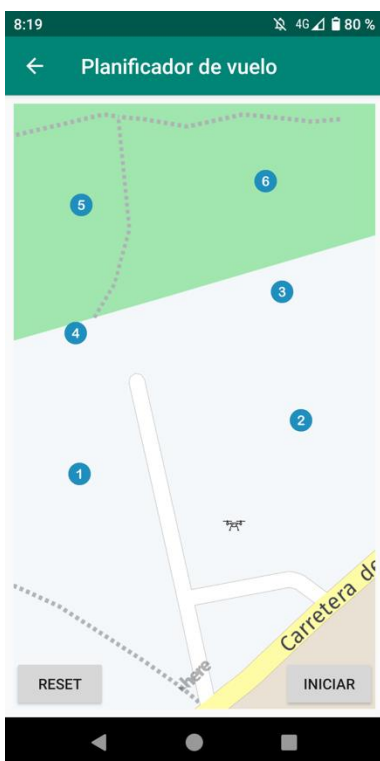 8:19 4G 80 %
Planificador de vuelo
6
5
3
4
2
1
Carretera de
here
RESET INICIAR